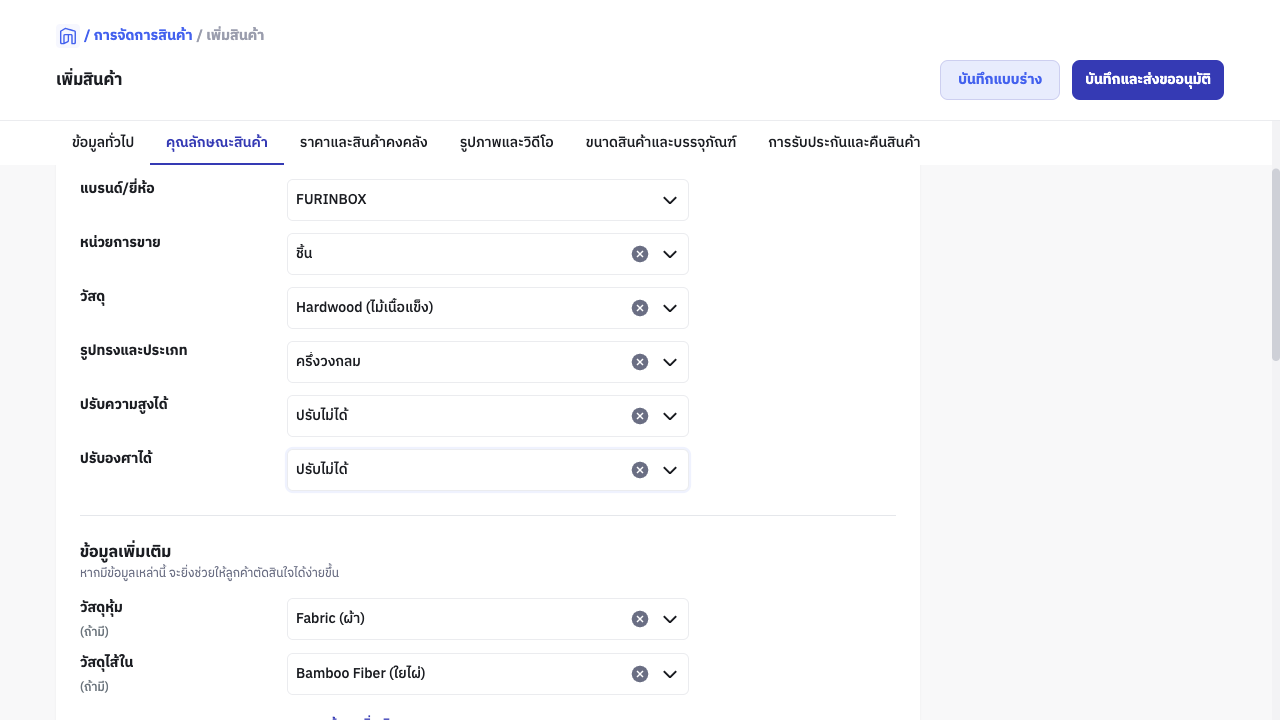 / การจัดการสินค้า / เพิ่มสินค้า
เพิ่มสินค้า
บันทึกแบบร่าง
บันทึกและส่งขออนุมัติ
ข้อมูลทั่วไป
คุณลักษณะสินค้า
ราคาและสินค้าคงคลัง
รูปภาพและวิดีโอ
ขนาดสินค้าและบรรจุภัณฑ์
การรับประกันและคืนสินค้า
แบรนด์/ยี่ห้อ
FURINBOX
หน่วยการขาย
ชิ้น
วัสดุ
Hardwood (ไม้เนื้อแข็ง)
รูปทรงและประเภท
ครึ่งวงกลม
ปรับความสูงได้
ปรับไม่ได้
ปรับองศาได้
ปรับไม่ได้
ข้อมูลเพิ่มเติม
หากมีข้อมูลเหล่านี้ จะยิ่งช่วยให้ลูกค้าตัดสินใจได้ง่ายขึ้น
วัสดุหุ้ม
(ถ้ามี)
Fabric (ผ้า)
วัสดุไส้ใน
(ถ้ามี)
Bamboo Fiber (ใยไผ่)